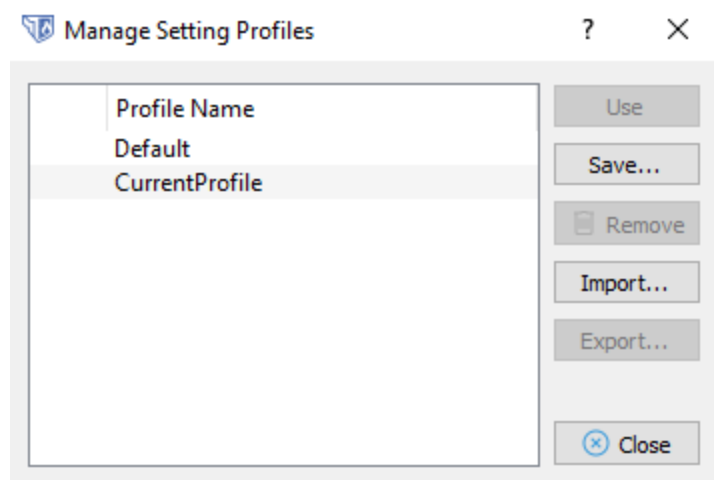 Manage Setting Profiles
?
Profile Name
Default
CurrentProfile
Use
Save...
Remove
Import...
Export...
Close